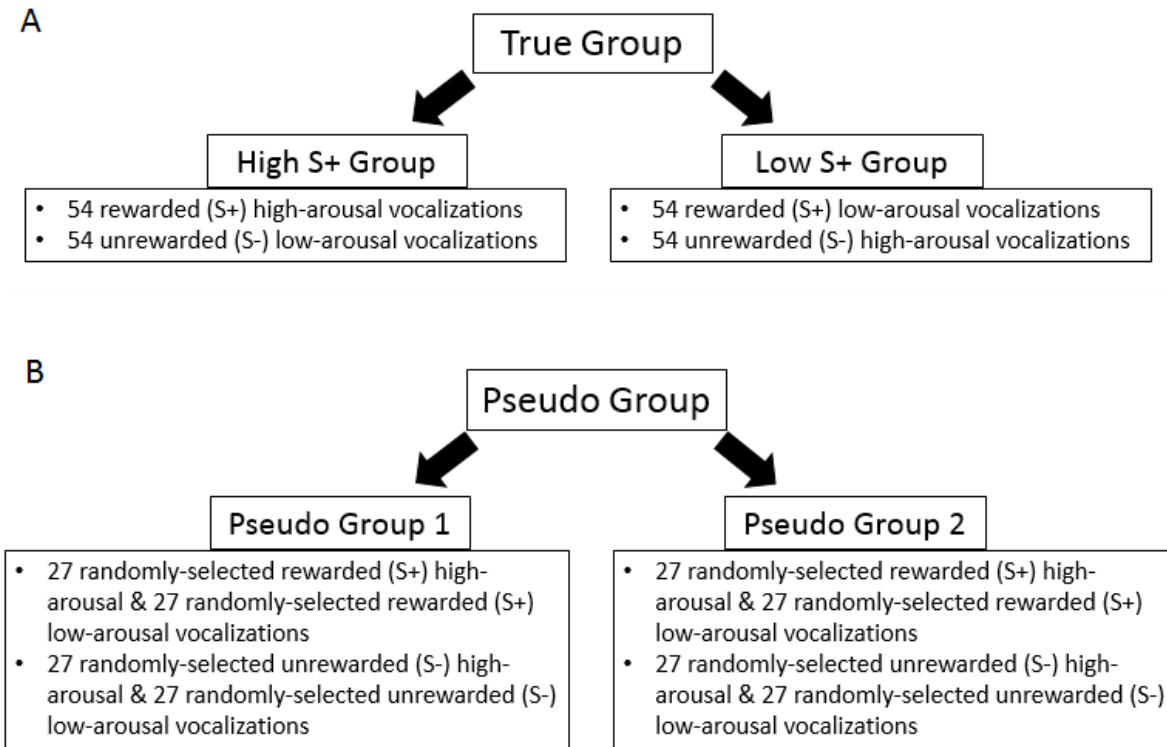 A
True Group
High S+ Group
• 54 rewarded (S+) high-arousal vocalizations
• 54 unrewarded (S-) low-arousal vocalizations
Low S+ Group
• 54 rewarded (S+) low-arousal vocalizations
• 54 unrewarded (S-) high-arousal vocalizations
B
Pseudo Group
Pseudo Group 1
• 27 randomly-selected rewarded (S+) high-
arousal & 27 randomly-selected rewarded (S+)
low-arousal vocalizations
• 27 randomly-selected unrewarded (S-) high-
arousal & 27 randomly-selected unrewarded (S-)
low-arousal vocalizations
Pseudo Group 2
• 27 randomly-selected rewarded (S+) high-
arousal & 27 randomly-selected rewarded (S+)
low-arousal vocalizations
• 27 randomly-selected unrewarded (S-) high-
arousal & 27 randomly-selected unrewarded (S-)
low-arousal vocalizations